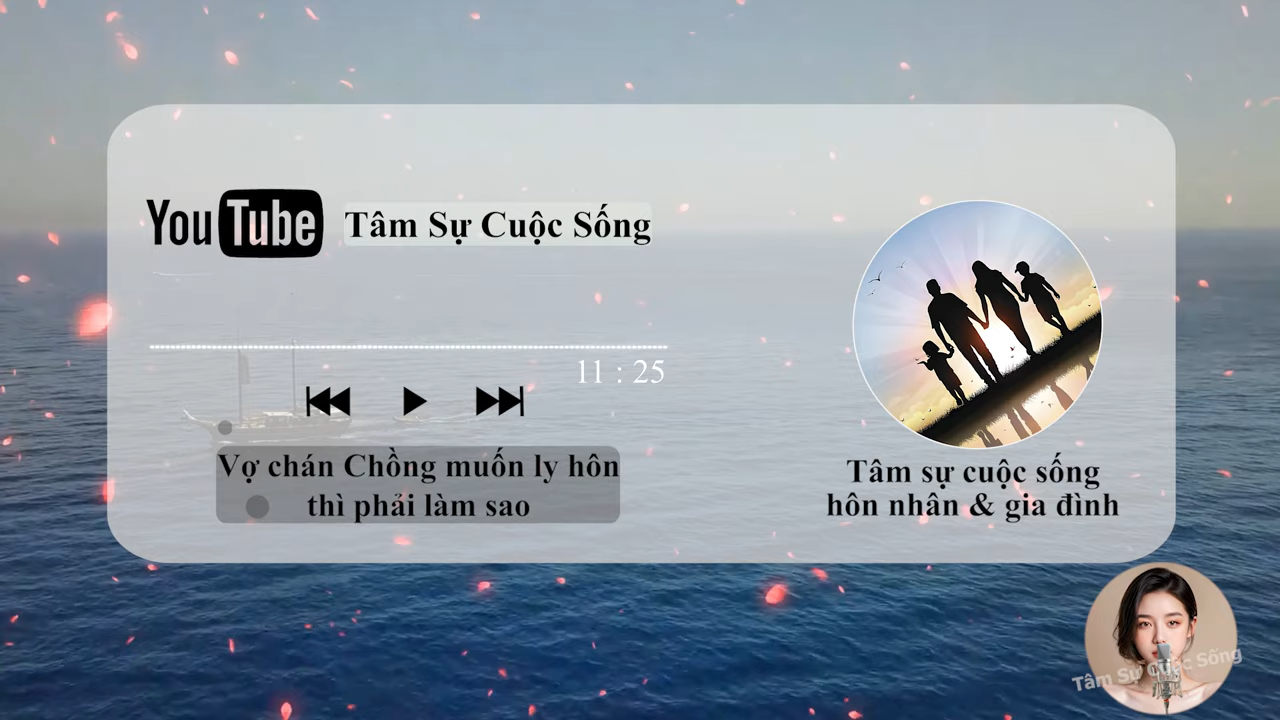 YouTube Tâm Sự Cuộc Sống
11 : 25
Vợ chán Chồng muốn ly hôn
thì phải làm sao
Tâm sự cuộc sống
hôn nhân & gia đình
Tâm Sự Cuộc Sống